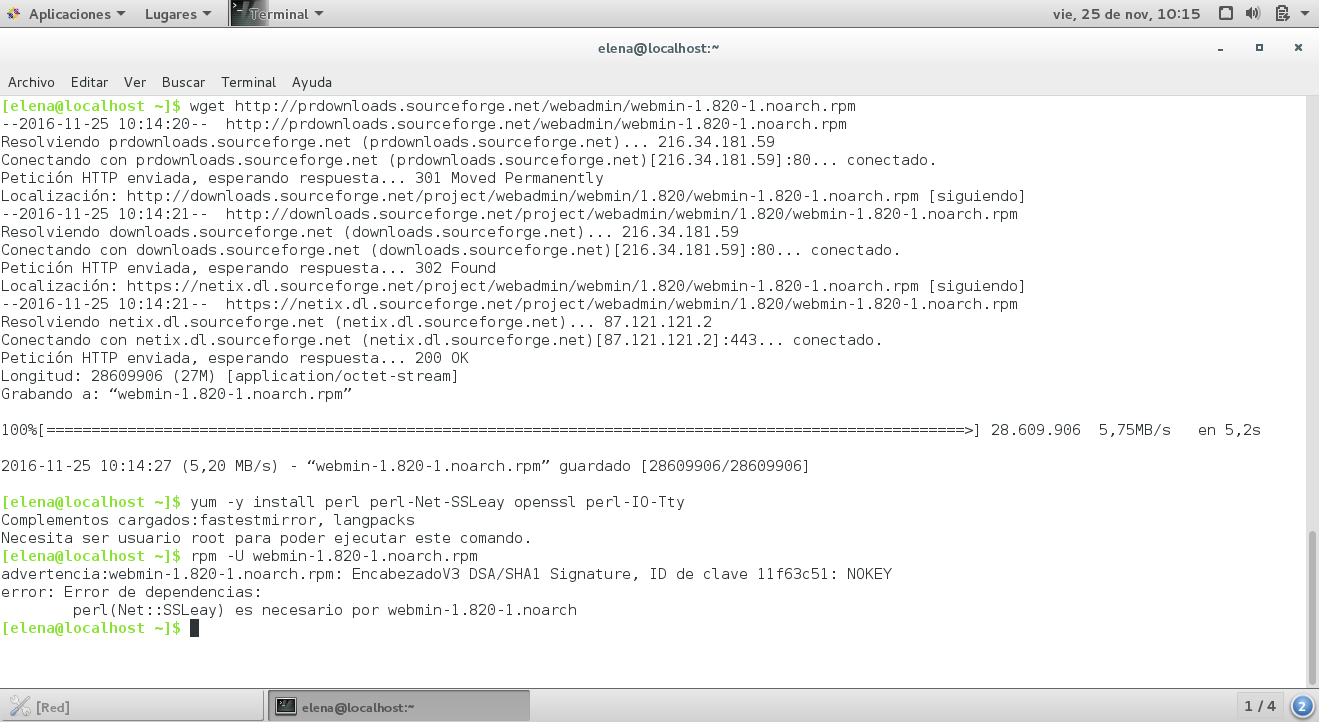 Aplicaciones Lugares Terminal vie, 25 de nov, 10:15
elena@localhost:~
Archivo Editar Ver Buscar Terminal Ayuda
[elena@localhost ~]$ wget http://prdownloads.sourceforge.net/webadmin/webmin-1.820-1.noarch.rpm
--2016-11-25 10:14:20--  http://prdownloads.sourceforge.net/webadmin/webmin-1.820-1.noarch.rpm
Resolviendo prdownloads.sourceforge.net (prdownloads.sourceforge.net)... 216.34.181.59
Conectando con prdownloads.sourceforge.net (prdownloads.sourceforge.net)[216.34.181.59]:80... conectado.
Petición HTTP enviada, esperando respuesta... 301 Moved Permanently
Localización: http://downloads.sourceforge.net/project/webadmin/webmin/1.820/webmin-1.820-1.noarch.rpm [siguiendo]
--2016-11-25 10:14:21--  http://downloads.sourceforge.net/project/webadmin/webmin/1.820/webmin-1.820-1.noarch.rpm
Resolviendo downloads.sourceforge.net (downloads.sourceforge.net)... 216.34.181.59
Conectando con downloads.sourceforge.net (downloads.sourceforge.net)[216.34.181.59]:80... conectado.
Petición HTTP enviada, esperando respuesta... 302 Found
Localización: https://netix.dl.sourceforge.net/project/webadmin/webmin/1.820/webmin-1.820-1.noarch.rpm [siguiendo]
--2016-11-25 10:14:21--  https://netix.dl.sourceforge.net/project/webadmin/webmin/1.820/webmin-1.820-1.noarch.rpm
Resolviendo netix.dl.sourceforge.net (netix.dl.sourceforge.net)... 87.121.121.2
Conectando con netix.dl.sourceforge.net (netix.dl.sourceforge.net)[87.121.121.2]:443... conectado.
Petición HTTP enviada, esperando respuesta... 200 OK
Longitud: 28609906 (27M) [application/octet-stream]
Grabando a: “webmin-1.820-1.noarch.rpm”
100%[======================================================================================================>] 28.609.906  5,75MB/s   en 5,2s
2016-11-25 10:14:27 (5,20 MB/s) - “webmin-1.820-1.noarch.rpm” guardado [28609906/28609906]
[elena@localhost ~]$ yum -y install perl perl-Net-SSLeay openssl perl-IO-Tty
Complementos cargados:fastestmirror, langpacks
Necesita ser usuario root para poder ejecutar este comando.
[elena@localhost ~]$ rpm -U webmin-1.820-1.noarch.rpm
advertencia:webmin-1.820-1.noarch.rpm: EncabezadoV3 DSA/SHA1 Signature, ID de clave 11f63c51: NOKEY
error: Error de dependencias:
        perl(Net::SSLeay) es necesario por webmin-1.820-1.noarch
[elena@localhost ~]$
[Red] elena@localhost:~ 1 / 4 2